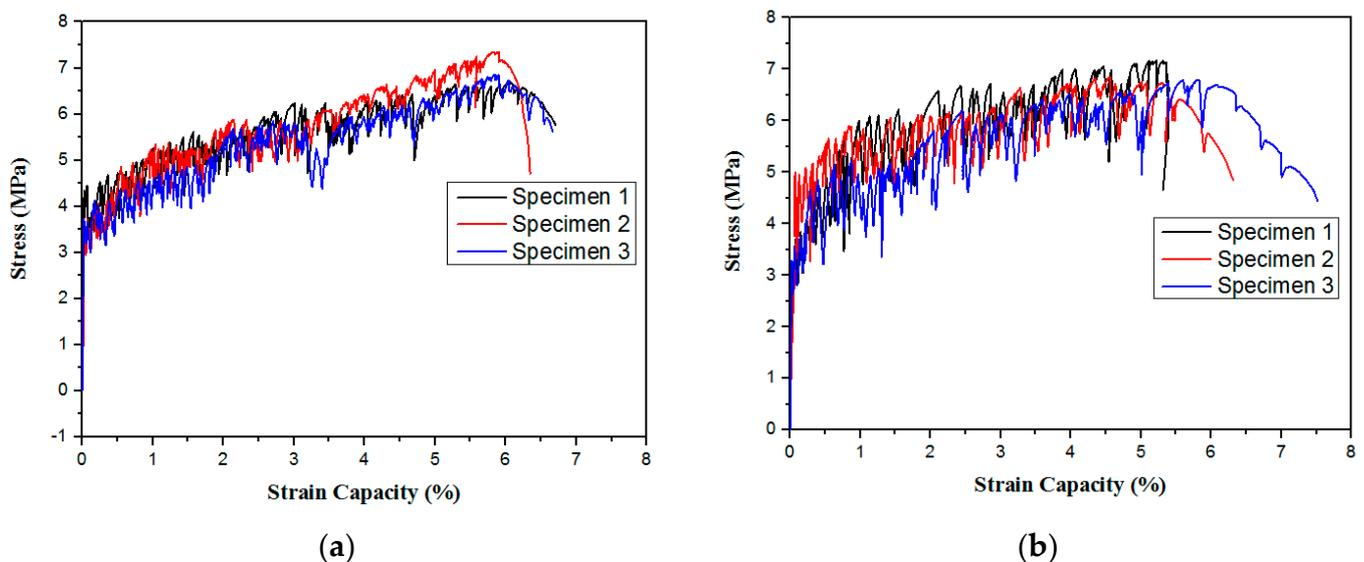 8
7
6
5
4
3
2
1
0
-1
Stress (MPa)
Specimen 1
Specimen 2
Specimen 3
0 1 2 3 4 5 6 7 8
Strain Capacity (%)
(a)
8
7
6
5
4
3
2
1
0
Stress (MPa)
Specimen 1
Specimen 2
Specimen 3
0 1 2 3 4 5 6 7 8
Strain Capacity (%)
(b)